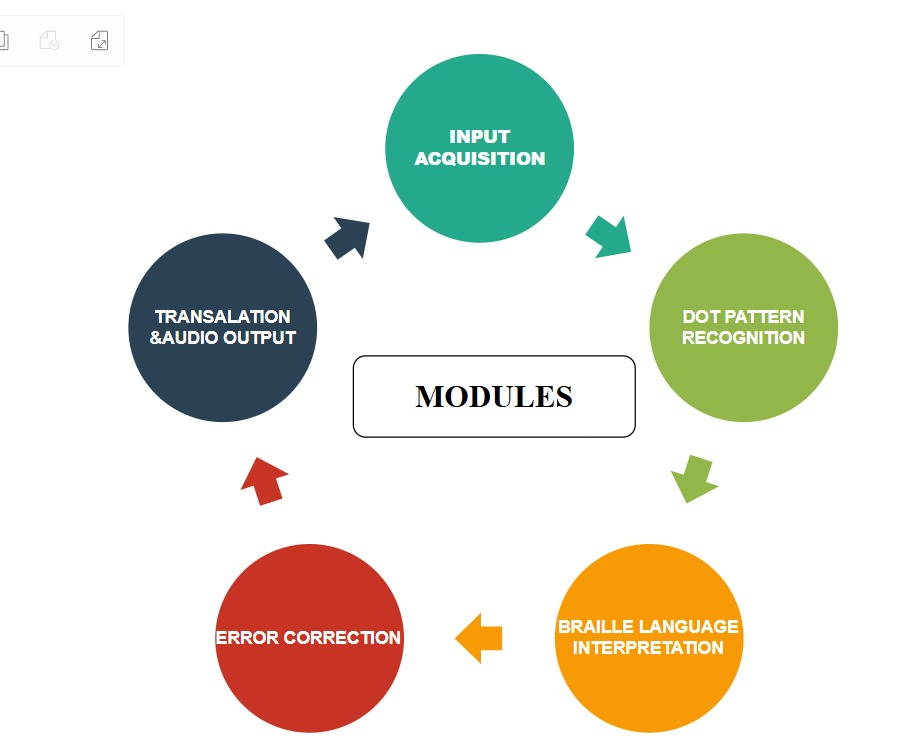 INPUT
ACQUISITION
TRANSALATION
&AUDIO OUTPUT
DOT PATTERN
RECOGNITION
MODULES
ERROR CORRECTION
BRAILLE LANGUAGE
INTERPRETATION